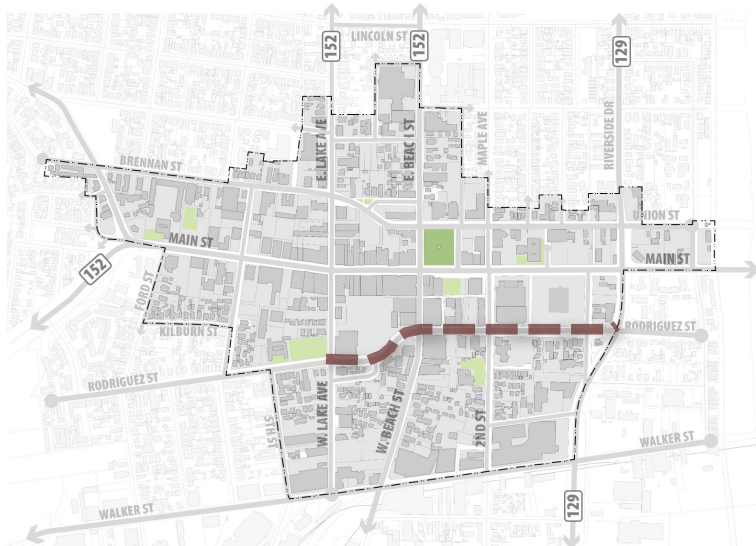 LINCOLN ST
152
152
129
E. LAKE AVE
E. BEACH ST
MAPLE AVE
RIVERSIDE DR
BRENNAN ST
UNION ST
MAIN ST
MAIN ST
152
FORD ST
KILBURN ST
RODRIGUEZ ST
RODRIGUEZ ST
5TH ST
W. LAKE AVE
W. BEACH ST
2ND ST
WALKER ST
WALKER ST
129